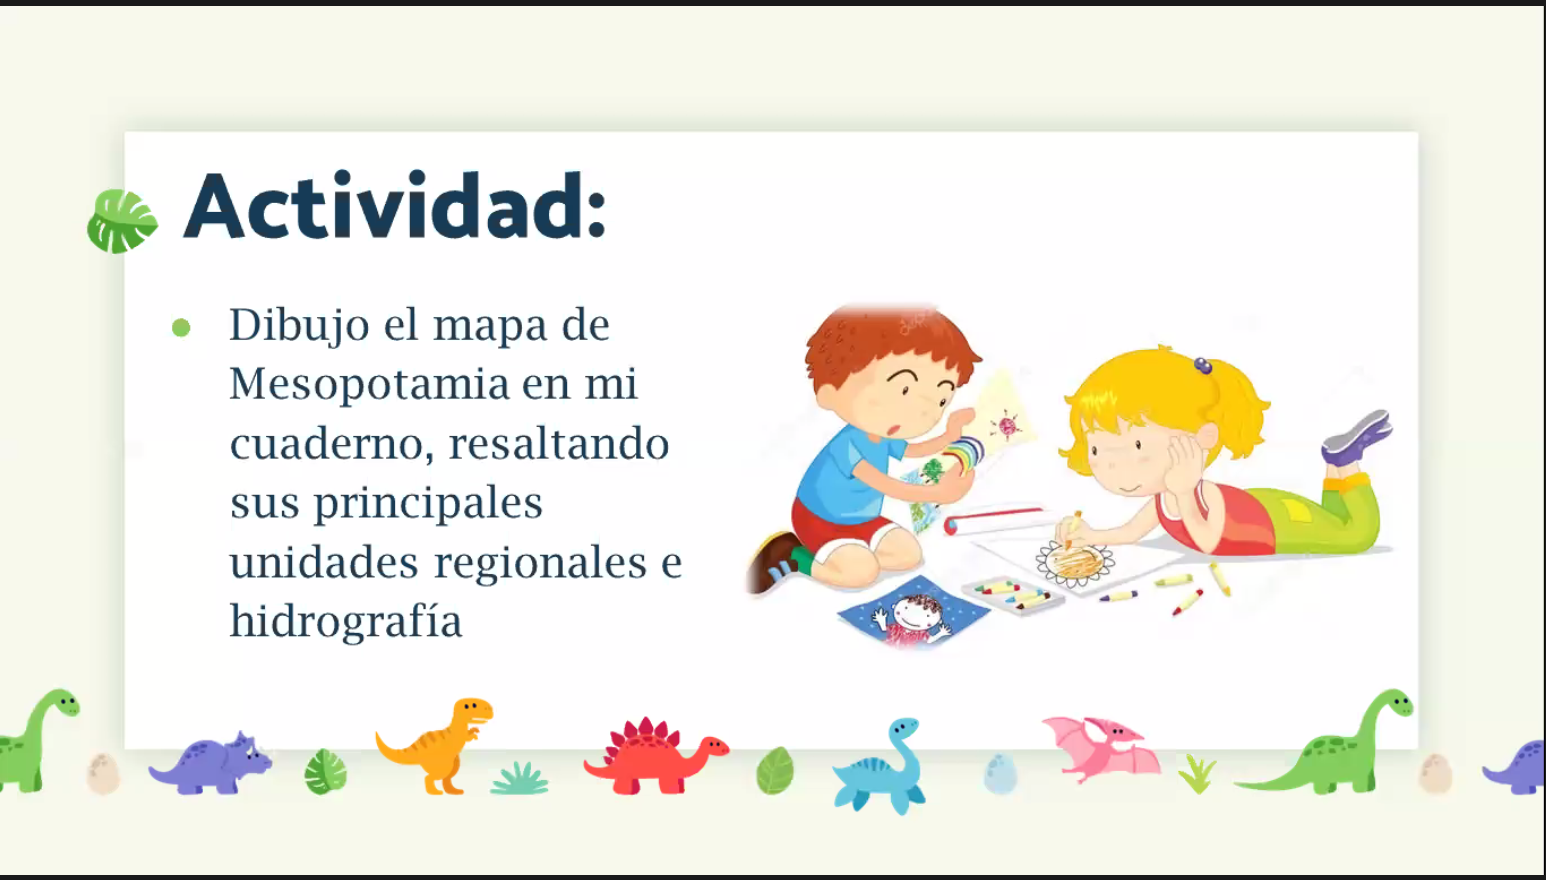 Actividad:
Dibujo el mapa de
Mesopotamia en mi
cuaderno, resaltando
sus principales
unidades regionales e
hidrografía